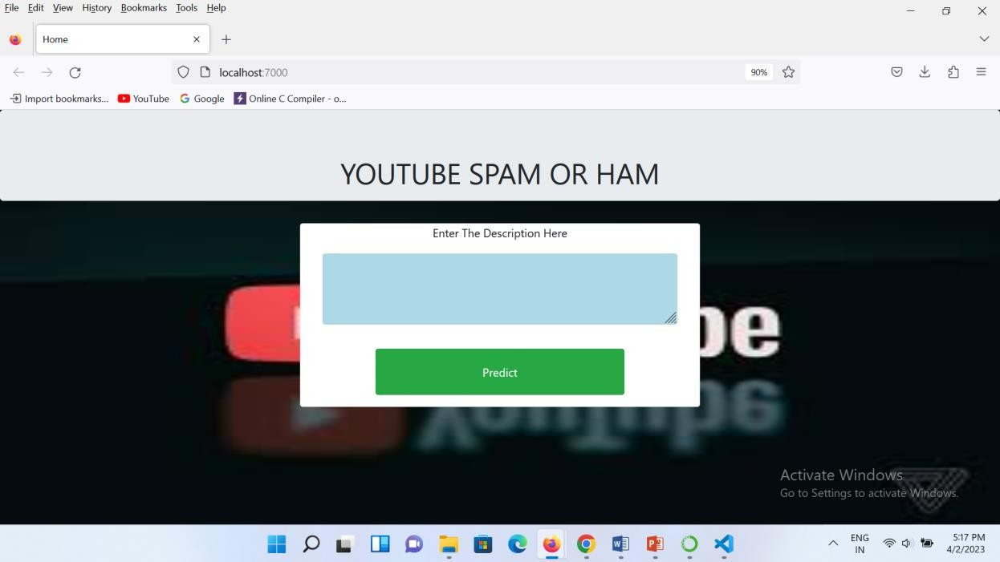 File Edit View History Bookmarks Tools Help
Home
localhost:7000 90%
Import bookmarks... YouTube Google Online C Compiler - o...
YOUTUBE SPAM OR HAM
Enter The Description Here
be
Predict
YouTube
Activate Windows
Go to Settings to activate Windows.
ENG
IN
5:17 PM
4/2/2023